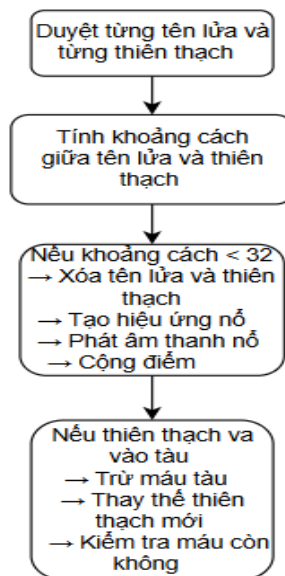 Duyệt từng tên lửa và
từng thiên thạch
Tính khoảng cách
giữa tên lửa và thiên
thạch
Nếu khoảng cách < 32
→ Xóa tên lửa và thiên
thạch
→ Tạo hiệu ứng nổ
→ Phát âm thanh nổ
→ Cộng điểm
Nếu thiên thạch va
vào tàu
→ Trừ máu tàu
→ Thay thế thiên
thạch mới
→ Kiểm tra máu còn
không